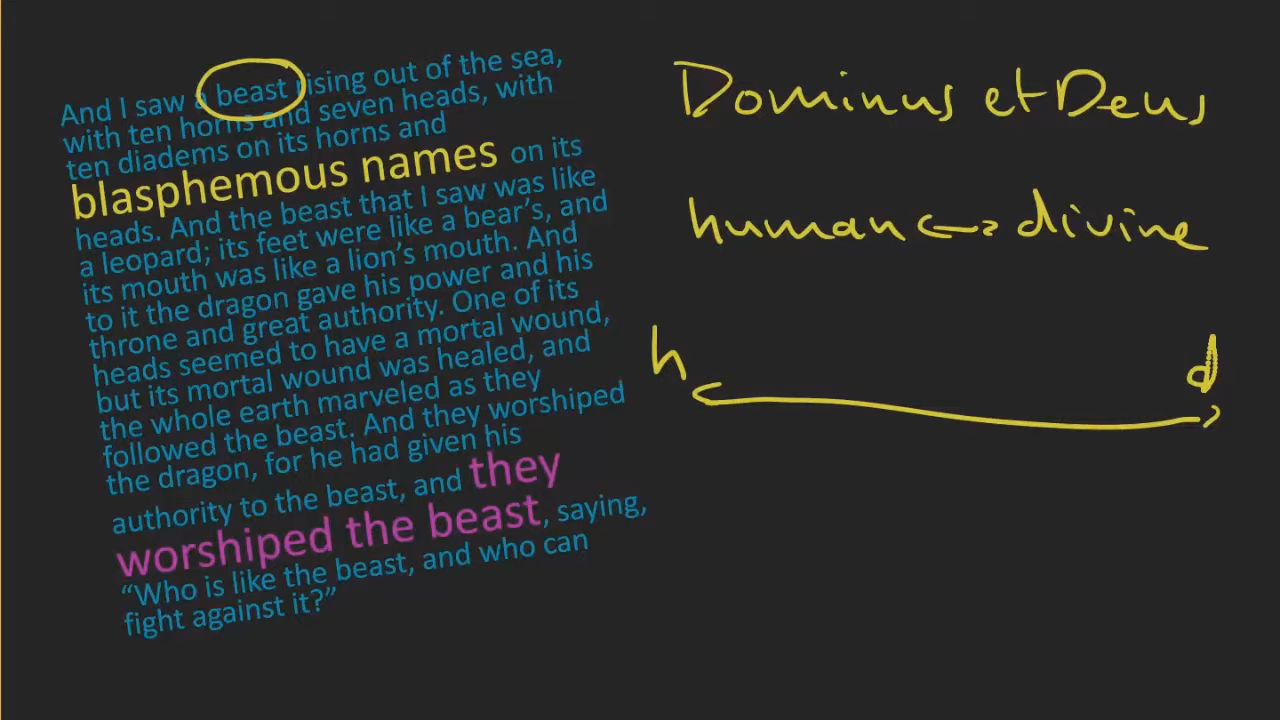 And I saw a beast rising out of the sea,
with ten horns and seven heads, with
ten diadems on its horns and
blasphemous names on its
heads. And the beast that I saw was like
a leopard; its feet were like a bear’s, and
its mouth was like a lion’s mouth. And
to it the dragon gave his power and his
throne and great authority. One of its
heads seemed to have a mortal wound,
but its mortal wound was healed, and
the whole earth marveled as they
followed the beast. And they worshiped
the dragon, for he had given his
authority to the beast, and they
worshiped the beast, saying,
“Who is like the beast, and who can
fight against it?”
Dominus et Deus
human ↔ divine
h d